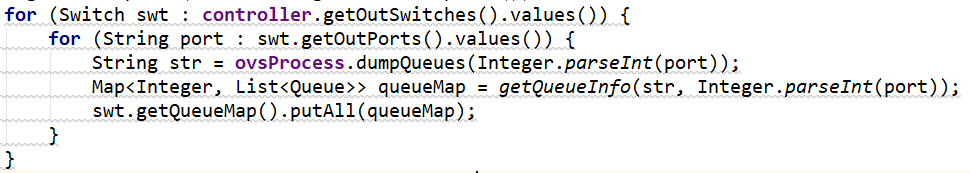 for (Switch swt : controller.getOutSwitches().values()) {
    for (String port : swt.getOutPorts().values()) {
        String str = ovsProcess.dumpQueues(Integer.parseInt(port));
        Map<Integer, List<Queue>> queueMap = getQueueInfo(str, Integer.parseInt(port));
        swt.getQueueMap().putAll(queueMap);
    }
}